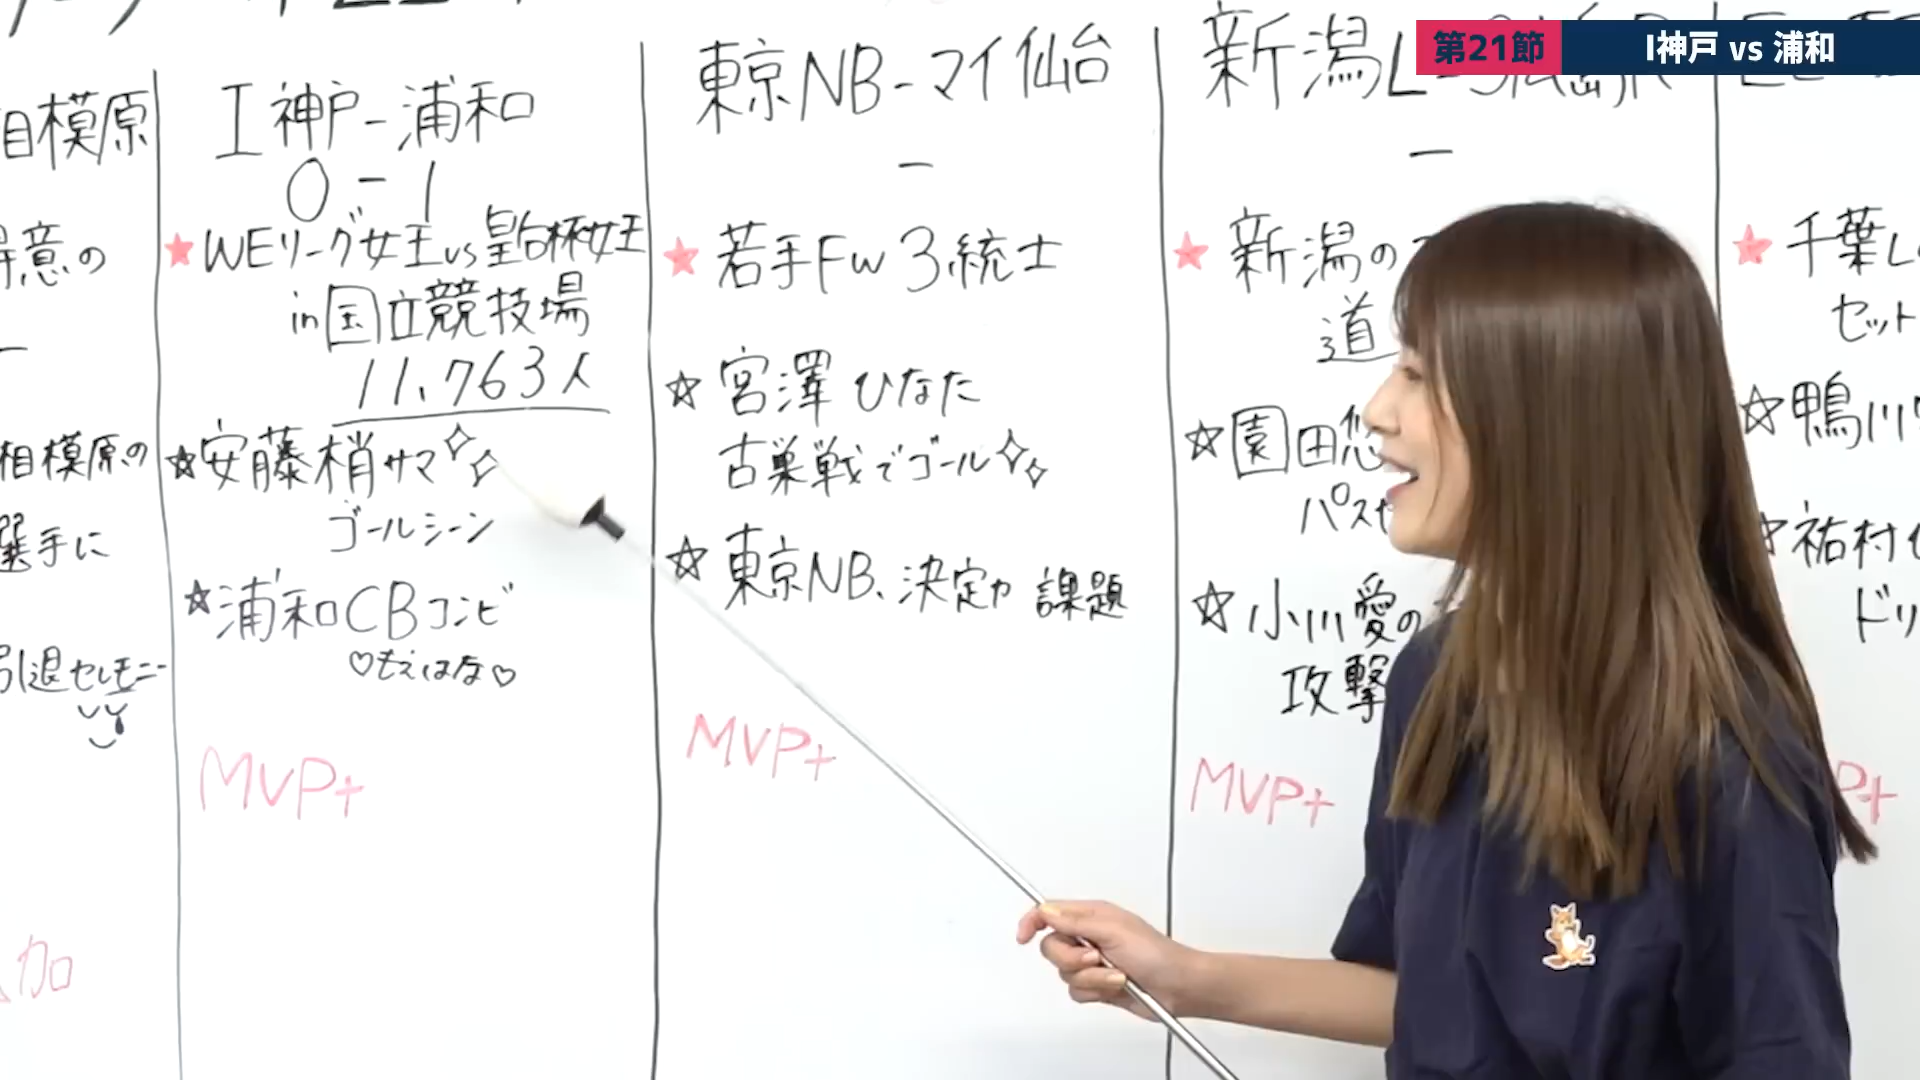 第21節
I神戸 vs 浦和
相模原
得意の
相模原の
選手に
引退セレモニー
加
I神戸-浦和
0-1
★WEリーグ女王vs皇后杯女王
in国立競技場
11,763人
☆安藤梢サマ
ゴールシーン
☆浦和CBコンビ
♡もえはな♡
MVP+
東京NB-マイ仙台
-
★若手FW3銃士
☆宮澤ひなた
古巣戦でゴール
☆東京NB、決定力 課題
MVP+
新潟L-
-
★新潟の
道
☆園田悠
パス
☆小川愛の
攻撃
MVP+
★千葉L
セット
☆鴨川
☆祐村
ドリ
P+